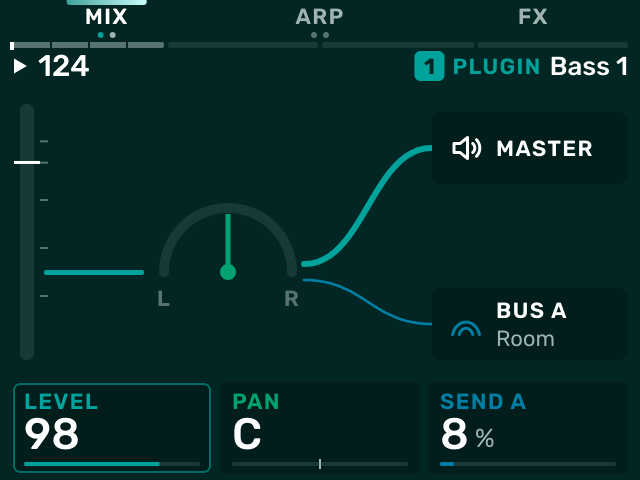 MIX ARP FX
124 1 PLUGIN Bass 1
MASTER
L R
BUS A
Room
LEVEL PAN SEND A
98 C 8 %